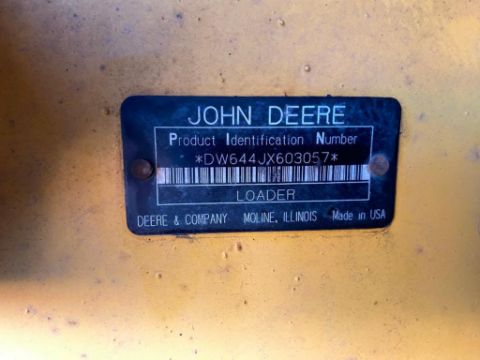 JOHN DEERE
Product Identification Number
*DW644JX603057*
LOADER
DEERE & COMPANY MOLINE, ILLINOIS Made in USA